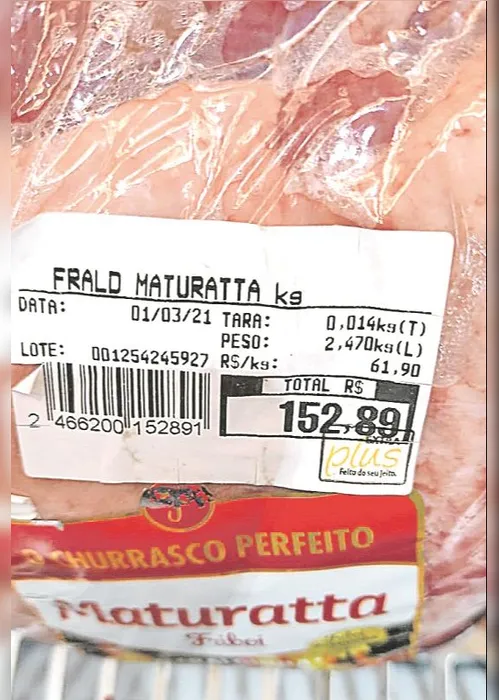 FRALD MATURATTA kg
DATA: 01/03/21 TARA: 0,014kg(T)
PESO: 2,470kg(L)
LOTE: 001254245927 R$/kg: 61,90
TOTAL R$
152,89
2 466200 152891
EXTRA
plus
Feito do seu jeito.
O CHURRASCO PERFEITO
Maturatta
Friboi